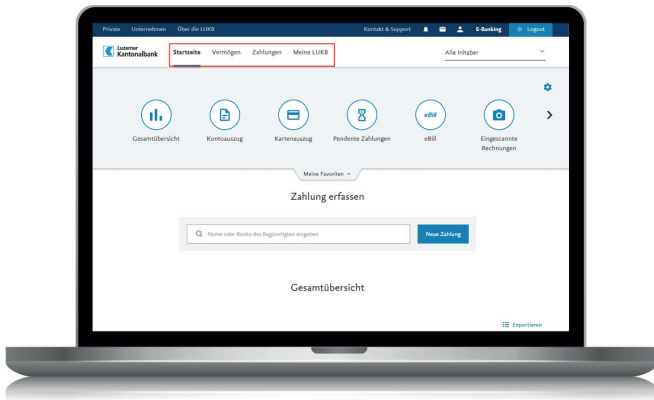 Private Unternehmen Über die LUKB Kontakt & Support E-Banking Logout
Luzerner
Kantonalbank
Startseite Vermögen Zahlungen Meine LUKB Alle Inhaber
Gesamtübersicht Kontoauszug Kartenauszug Pendente Zahlungen eBill Eingescannte
Rechnungen
eBill
Meine Favoriten
Zahlung erfassen
Name oder Konto des Begünstigten eingeben Neue Zahlung
Gesamtübersicht
Exportieren